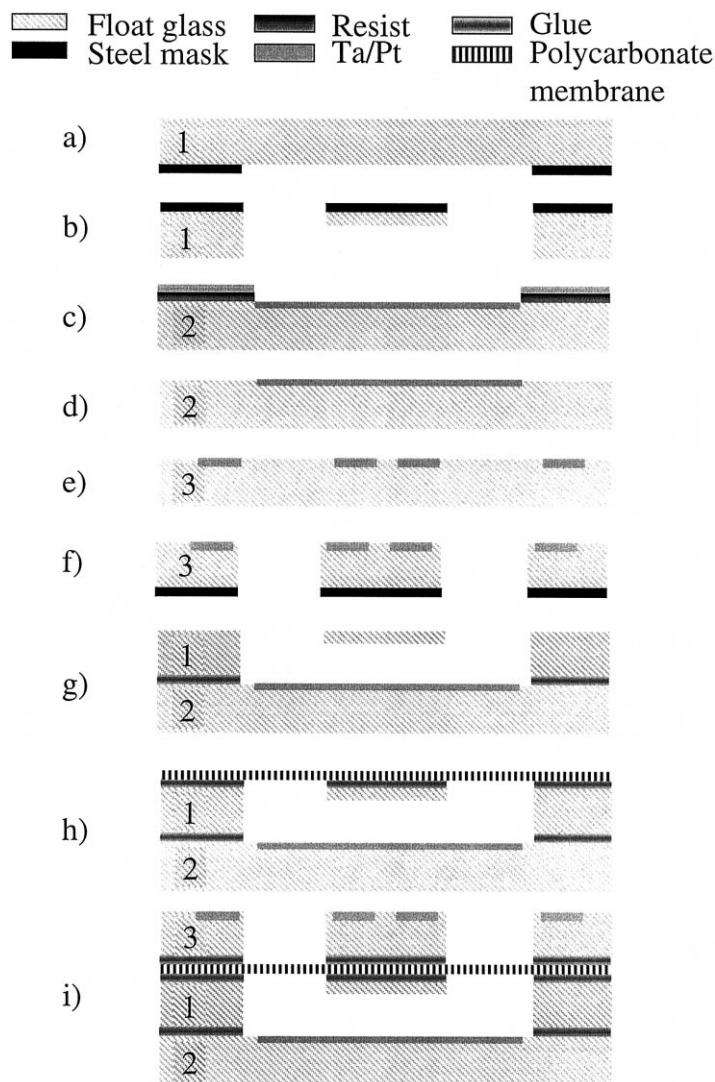 Float glass Resist Glue
Steel mask Ta/Pt Polycarbonate
membrane
a) 1
b) 1
c) 2
d) 2
e) 3
f) 3
g) 1
2
h) 1
2
i) 3
1
2